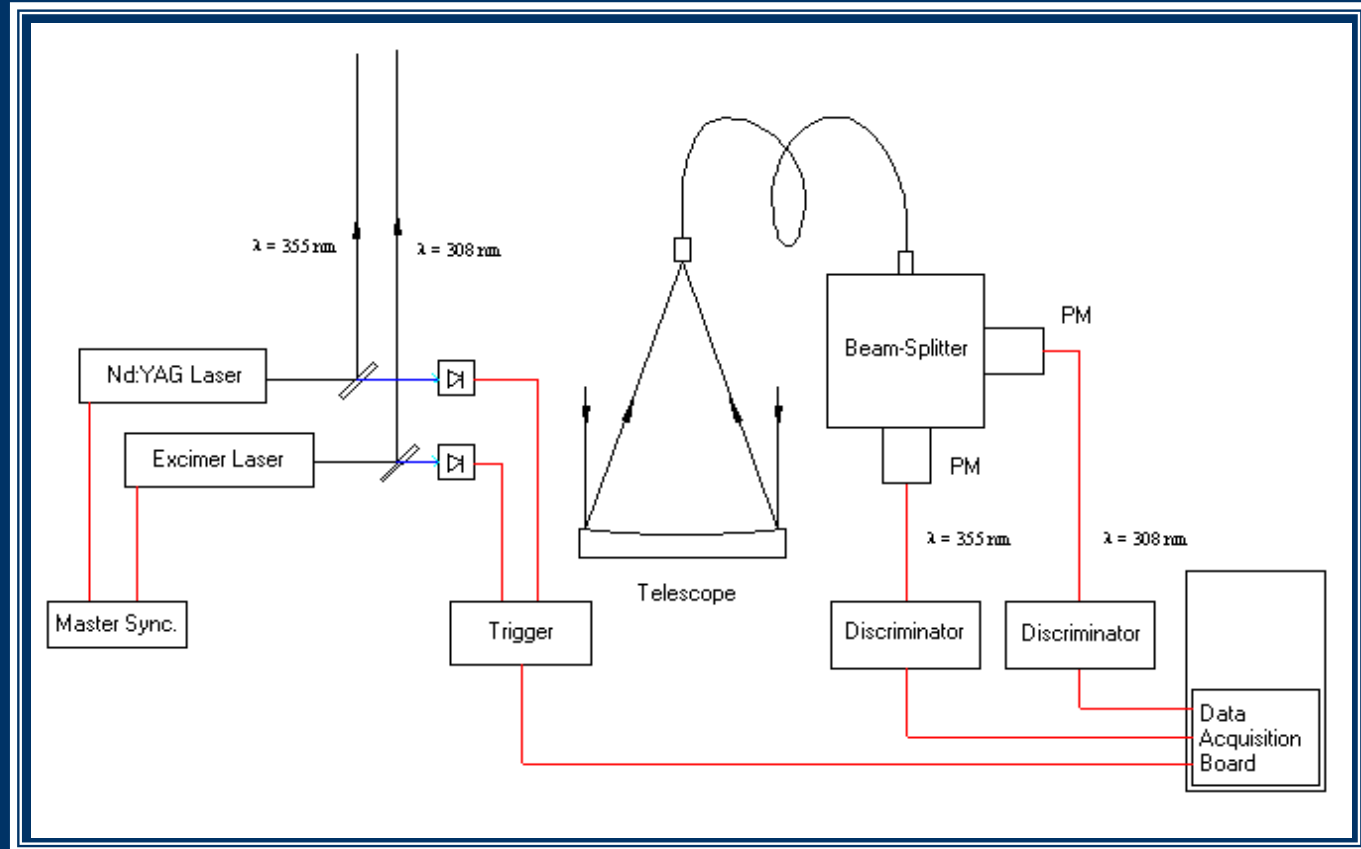 λ = 355 nm
λ = 308 nm
PM
Beam-Splitter
Nd:YAG Laser
Excimer Laser
PM
λ = 355 nm
λ = 308 nm
Telescope
Master Sync.
Trigger
Discriminator
Discriminator
Data
Acquisition
Board